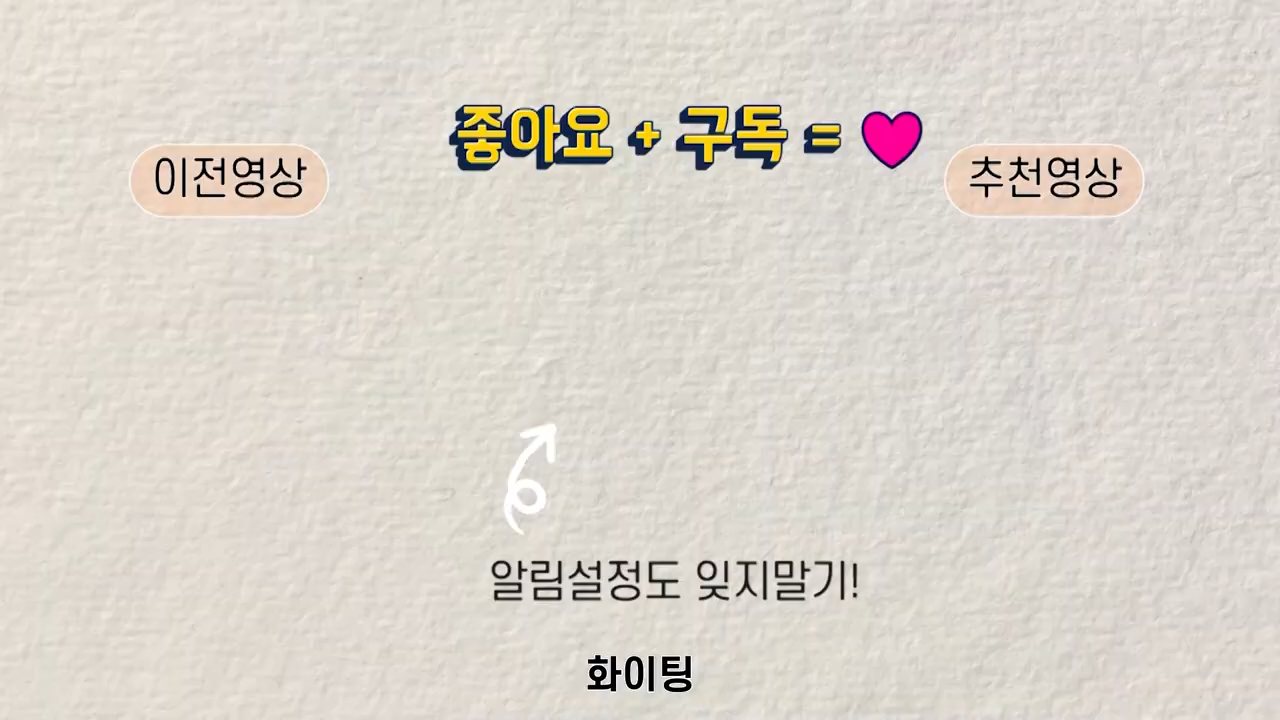 좋아요 + 구독 = 
이전영상
추천영상
알림설정도 잊지말기!
화이팅